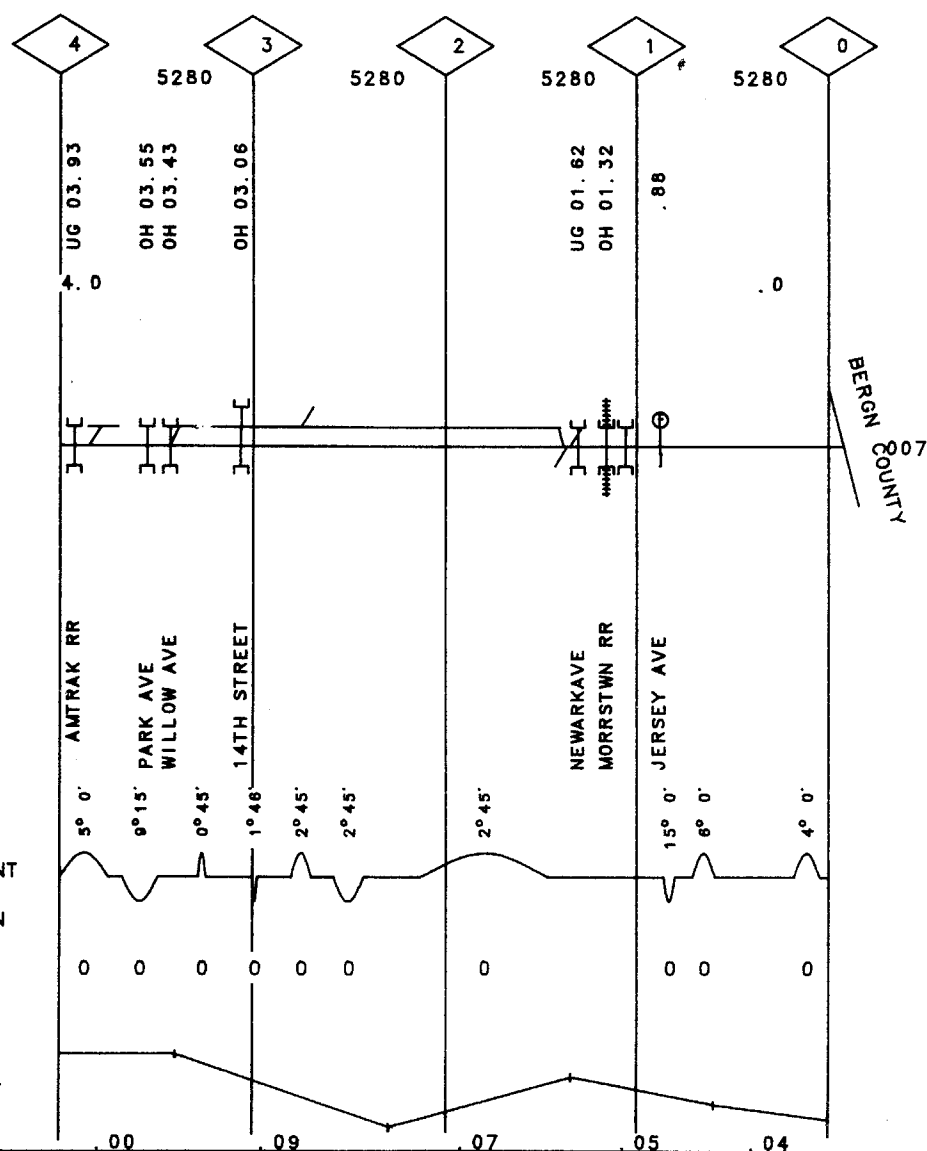 4 3 2 1 0
5280 5280 5280 5280
UG 03.93
OH 03.55
OH 03.43
OH 03.06
UG 01.62
OH 01.32
.88
4.0
.0
BERGN COUNTY
007
AMTRAK RR
PARK AVE
WILLOW AVE
14TH STREET
NEWARKAVE
MORRSTWN RR
JERSEY AVE
5° 0'
9°15'
0°45'
1°46'
2°45'
2°45'
2°45'
15° 0'
6° 0'
4° 0'
NT
N
0 0 0 0 0 0 0 0 0 0
.00 .09 .07 .05 .04